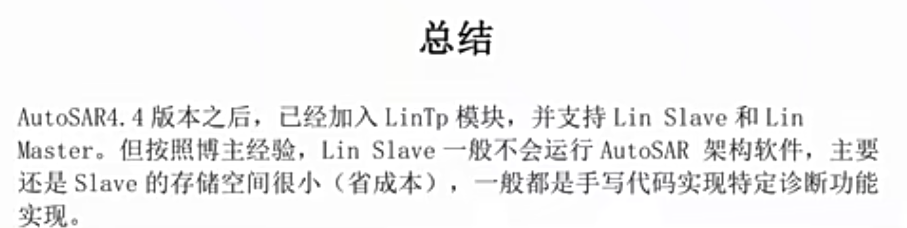 总结
AutoSAR4.4 版本之后，已经加入 LinTp 模块，并支持 Lin Slave 和 Lin
Master。但按照博主经验，Lin Slave 一般不会运行 AutoSAR 架构软件，主要
还是 Slave 的存储空间很小（省成本），一般都是手写代码实现特定诊断功能
实现。